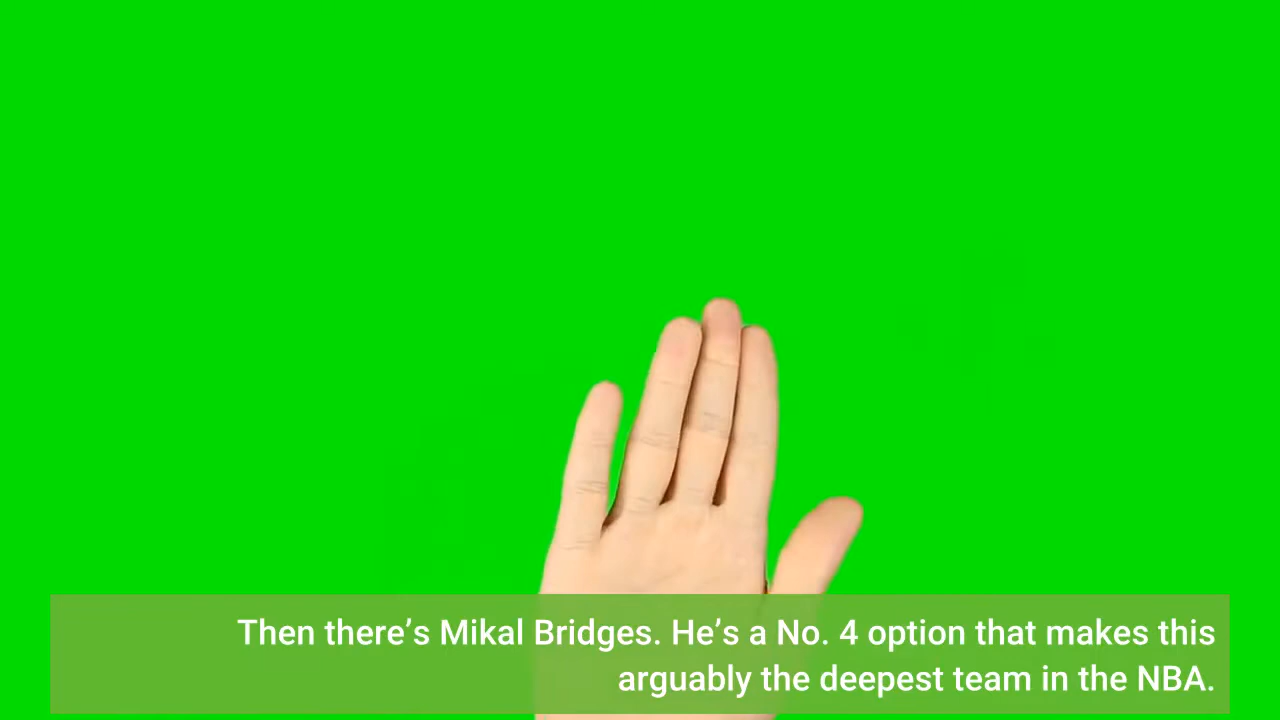 Then there’s Mikal Bridges. He’s a No. 4 option that makes this
arguably the deepest team in the NBA.